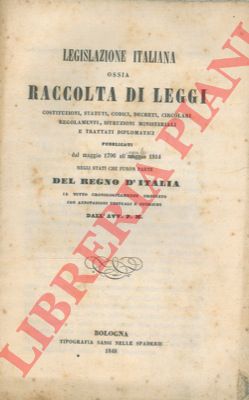 LEGISLAZIONE ITALIANA
OSSIA
RACCOLTA DI LEGGI
COSTITUZIONI, STATUTI, CODICI, DECRETI, CIRCOLARI
REGOLAMENTI, ISTRUZIONI MINISTERIALI
E TRATTATI DIPLOMATICI
PUBBLICATI
dal maggio 1796 al maggio 1814
NEGLI STATI CHE FURON PARTE
DEL REGNO D'ITALIA
IL TUTTO CRONOLOGICAMENTE ORDINATO
CON ANNOTAZIONI TESTUALI E STORICHE
DALL' AVV. P. M.
BOLOGNA
TIPOGRAFIA SASSI NELLE SPADERIE
1848
LIBRERIA PIANI